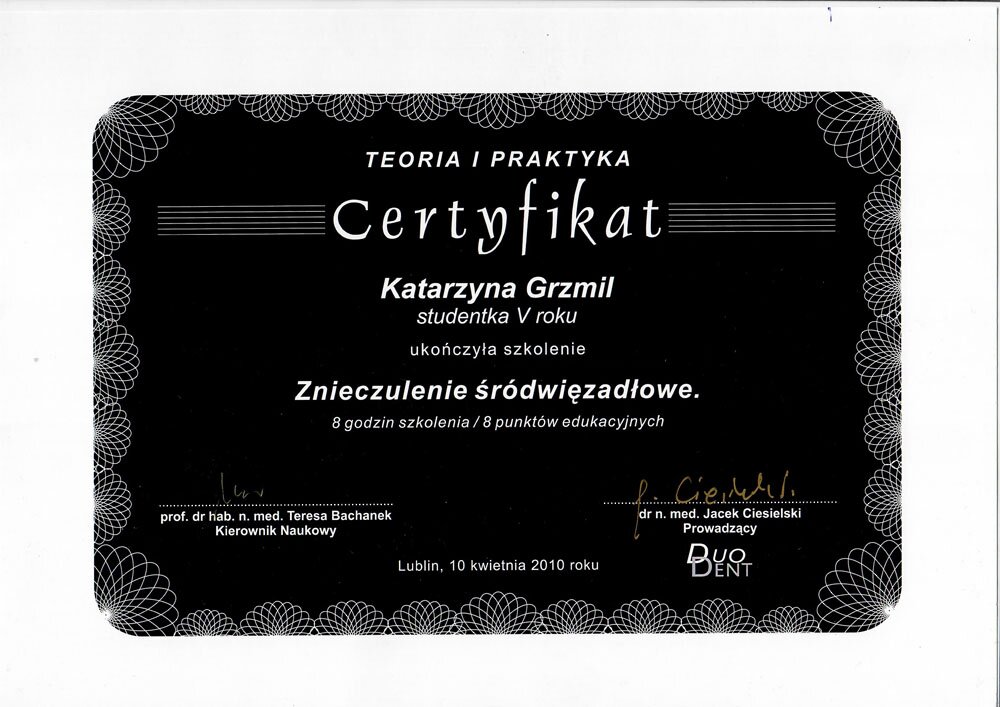 TEORIA I PRAKTYKA
Certyfikat
Katarzyna Grzmil
studentka V roku
ukończyła szkolenie
Znieczulenie śródwięzadłowe.
8 godzin szkolenia / 8 punktów edukacyjnych
J. Ciesielski
prof. dr hab. n. med. Teresa Bachanek
Kierownik Naukowy
dr n. med. Jacek Ciesielski
Prowadzący
DUO
DENT
Lublin, 10 kwietnia 2010 roku